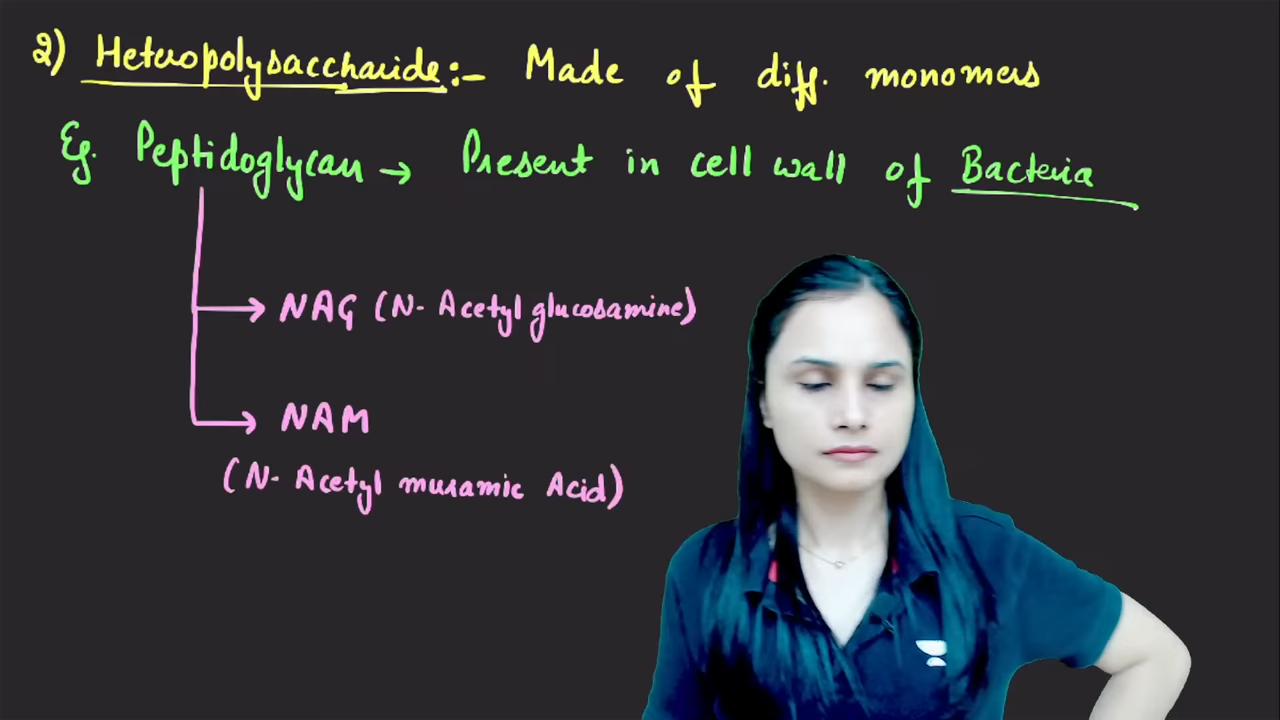 2) Heteropolysaccharide:- Made of diff. monomers
Eg. Peptidoglycan → Present in cell wall of Bacteria
NAG (N- Acetyl glucosamine)
NAM
(N- Acetyl muramic Acid)